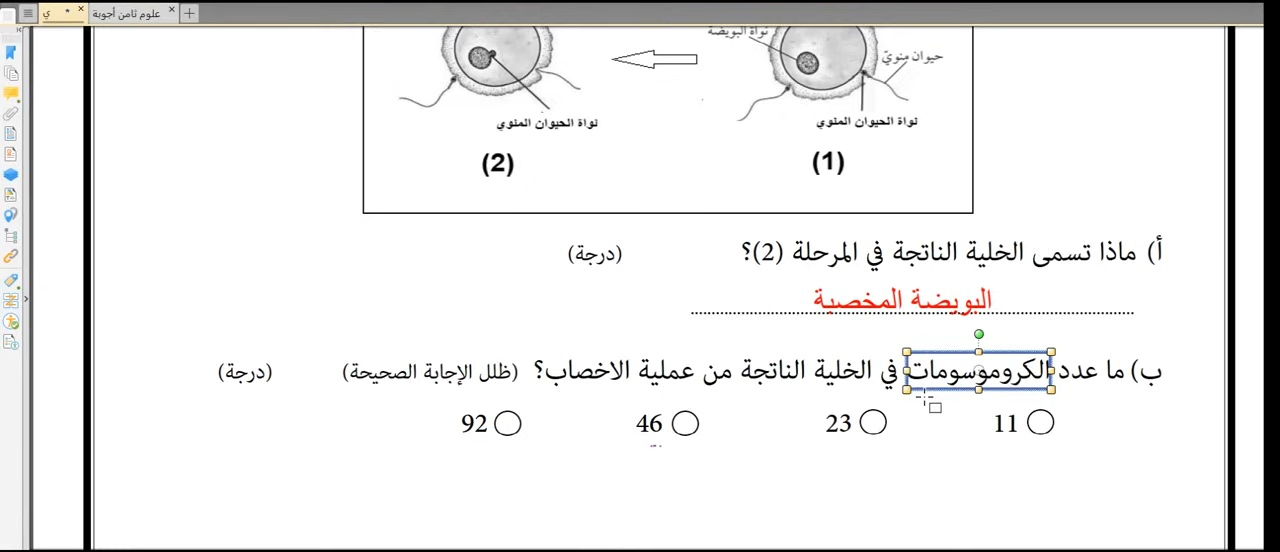 علوم ثامن أجوبة
ي *
نواة البويضة
حيوان منويّ
نواة الحيوان المنوي
نواة الحيوان المنوي
(1)
(2)
أ) ماذا تسمى الخلية الناتجة في المرحلة (2)؟ (درجة)
البويضة المخصبة
ب) ما عدد الكروموسومات في الخلية الناتجة من عملية الاخصاب؟ (ظلل الإجابة الصحيحة) (درجة)
11 23 46 92